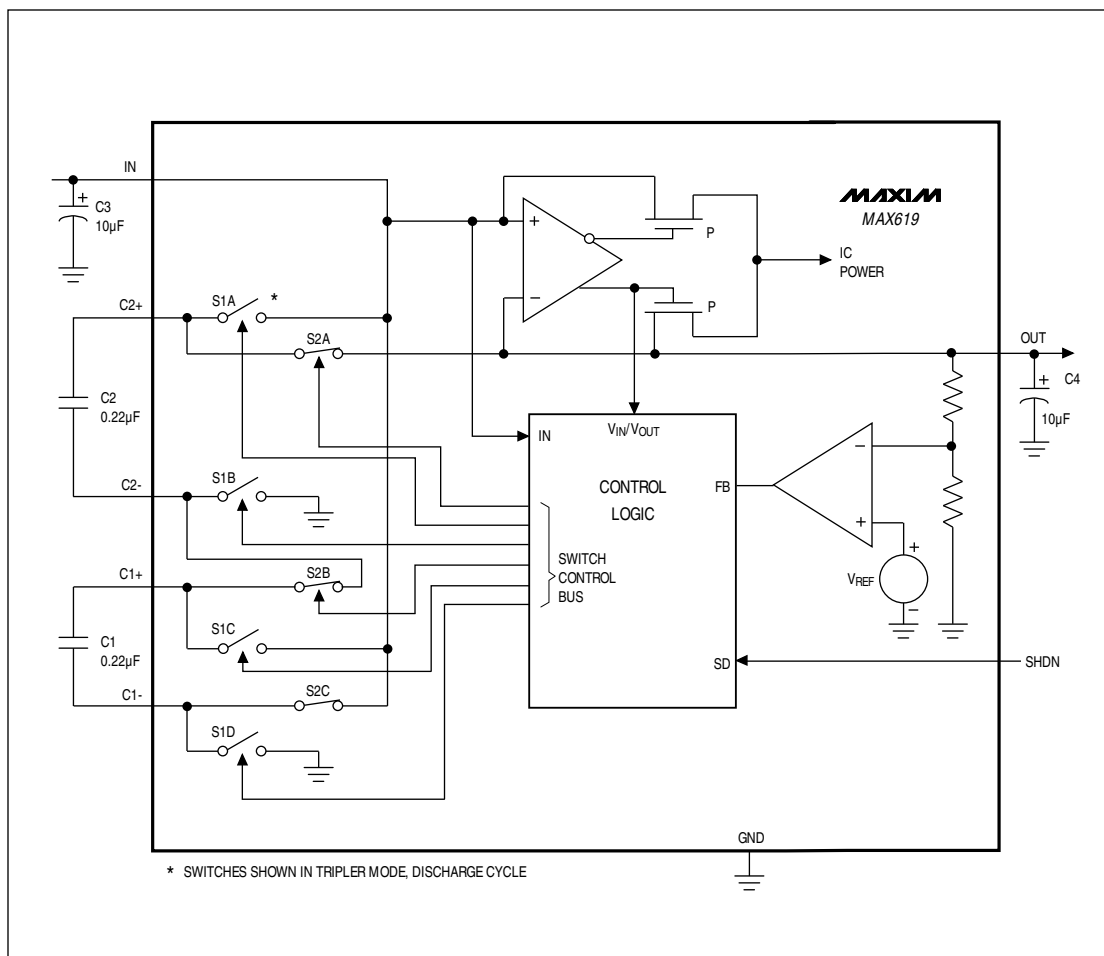 IN
+
C3
10µF
MAXIM
MAX619
+
P
IC
POWER
C2+
S1A
*
−
P
S2A
OUT
+
C4
10µF
C2
0.22µF
IN
VIN/VOUT
−
C2-
S1B
CONTROL
LOGIC
FB
+
+
VREF
−
SWITCH
CONTROL
BUS
C1+
S2B
C1
0.22µF
S1C
SD
SHDN
C1-
S2C
S1D
GND
* SWITCHES SHOWN IN TRIPLER MODE, DISCHARGE CYCLE